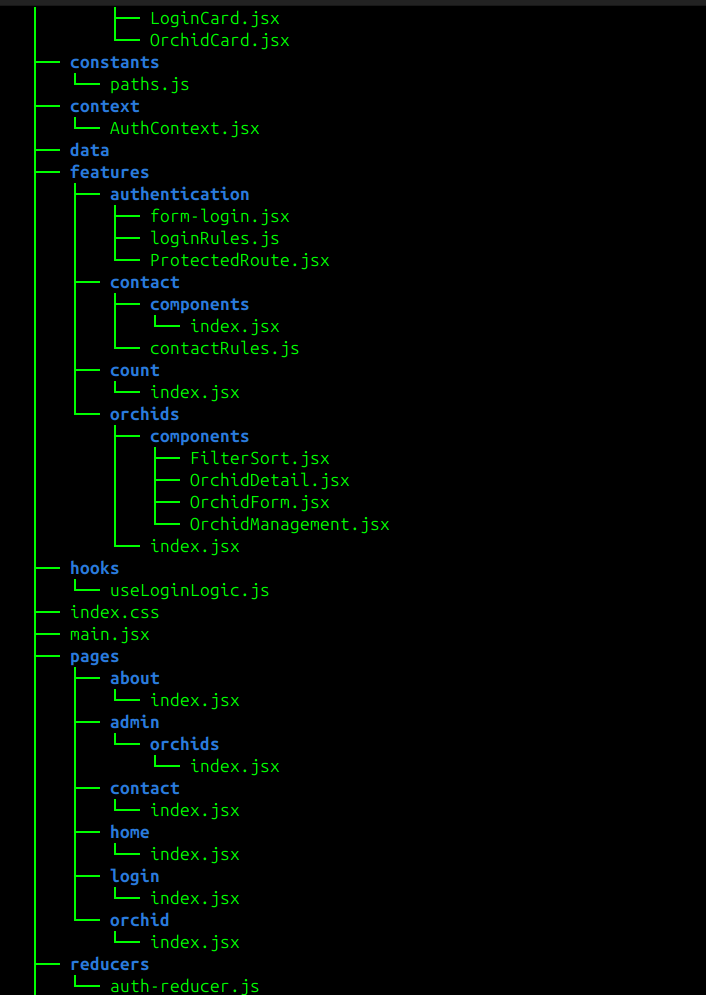 LoginCard.jsx
OrchidCard.jsx
constants
paths.js
context
AuthContext.jsx
data
features
authentication
form-login.jsx
loginRules.js
ProtectedRoute.jsx
contact
components
index.jsx
contactRules.js
count
index.jsx
orchids
components
FilterSort.jsx
OrchidDetail.jsx
OrchidForm.jsx
OrchidManagement.jsx
index.jsx
hooks
useLoginLogic.js
index.css
main.jsx
pages
about
index.jsx
admin
orchids
index.jsx
contact
index.jsx
home
index.jsx
login
index.jsx
orchid
index.jsx
reducers
auth-reducer.js